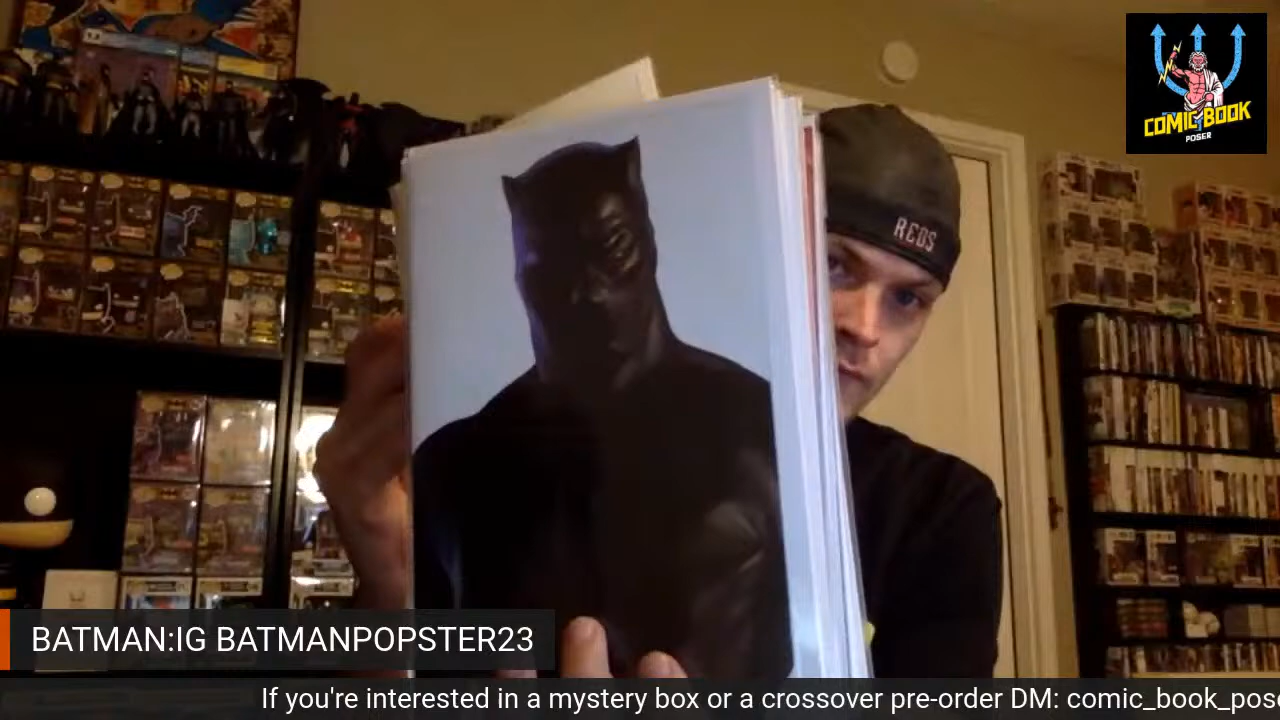 COMIC BOOK
POSER
REDS
BATMAN:IG BATMANPOPSTER23
If you're interested in a mystery box or a crossover pre-order DM: comic_book_pos